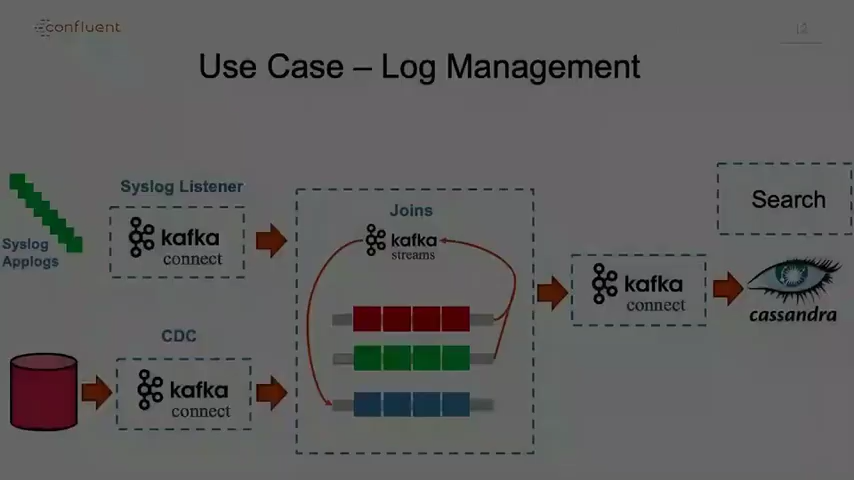 confluent
12
Use Case – Log Management
Syslog Listener
Search
kafka
connect
Joins
kafka
streams
Syslog
Applogs
kafka
connect
cassandra
CDC
kafka
connect